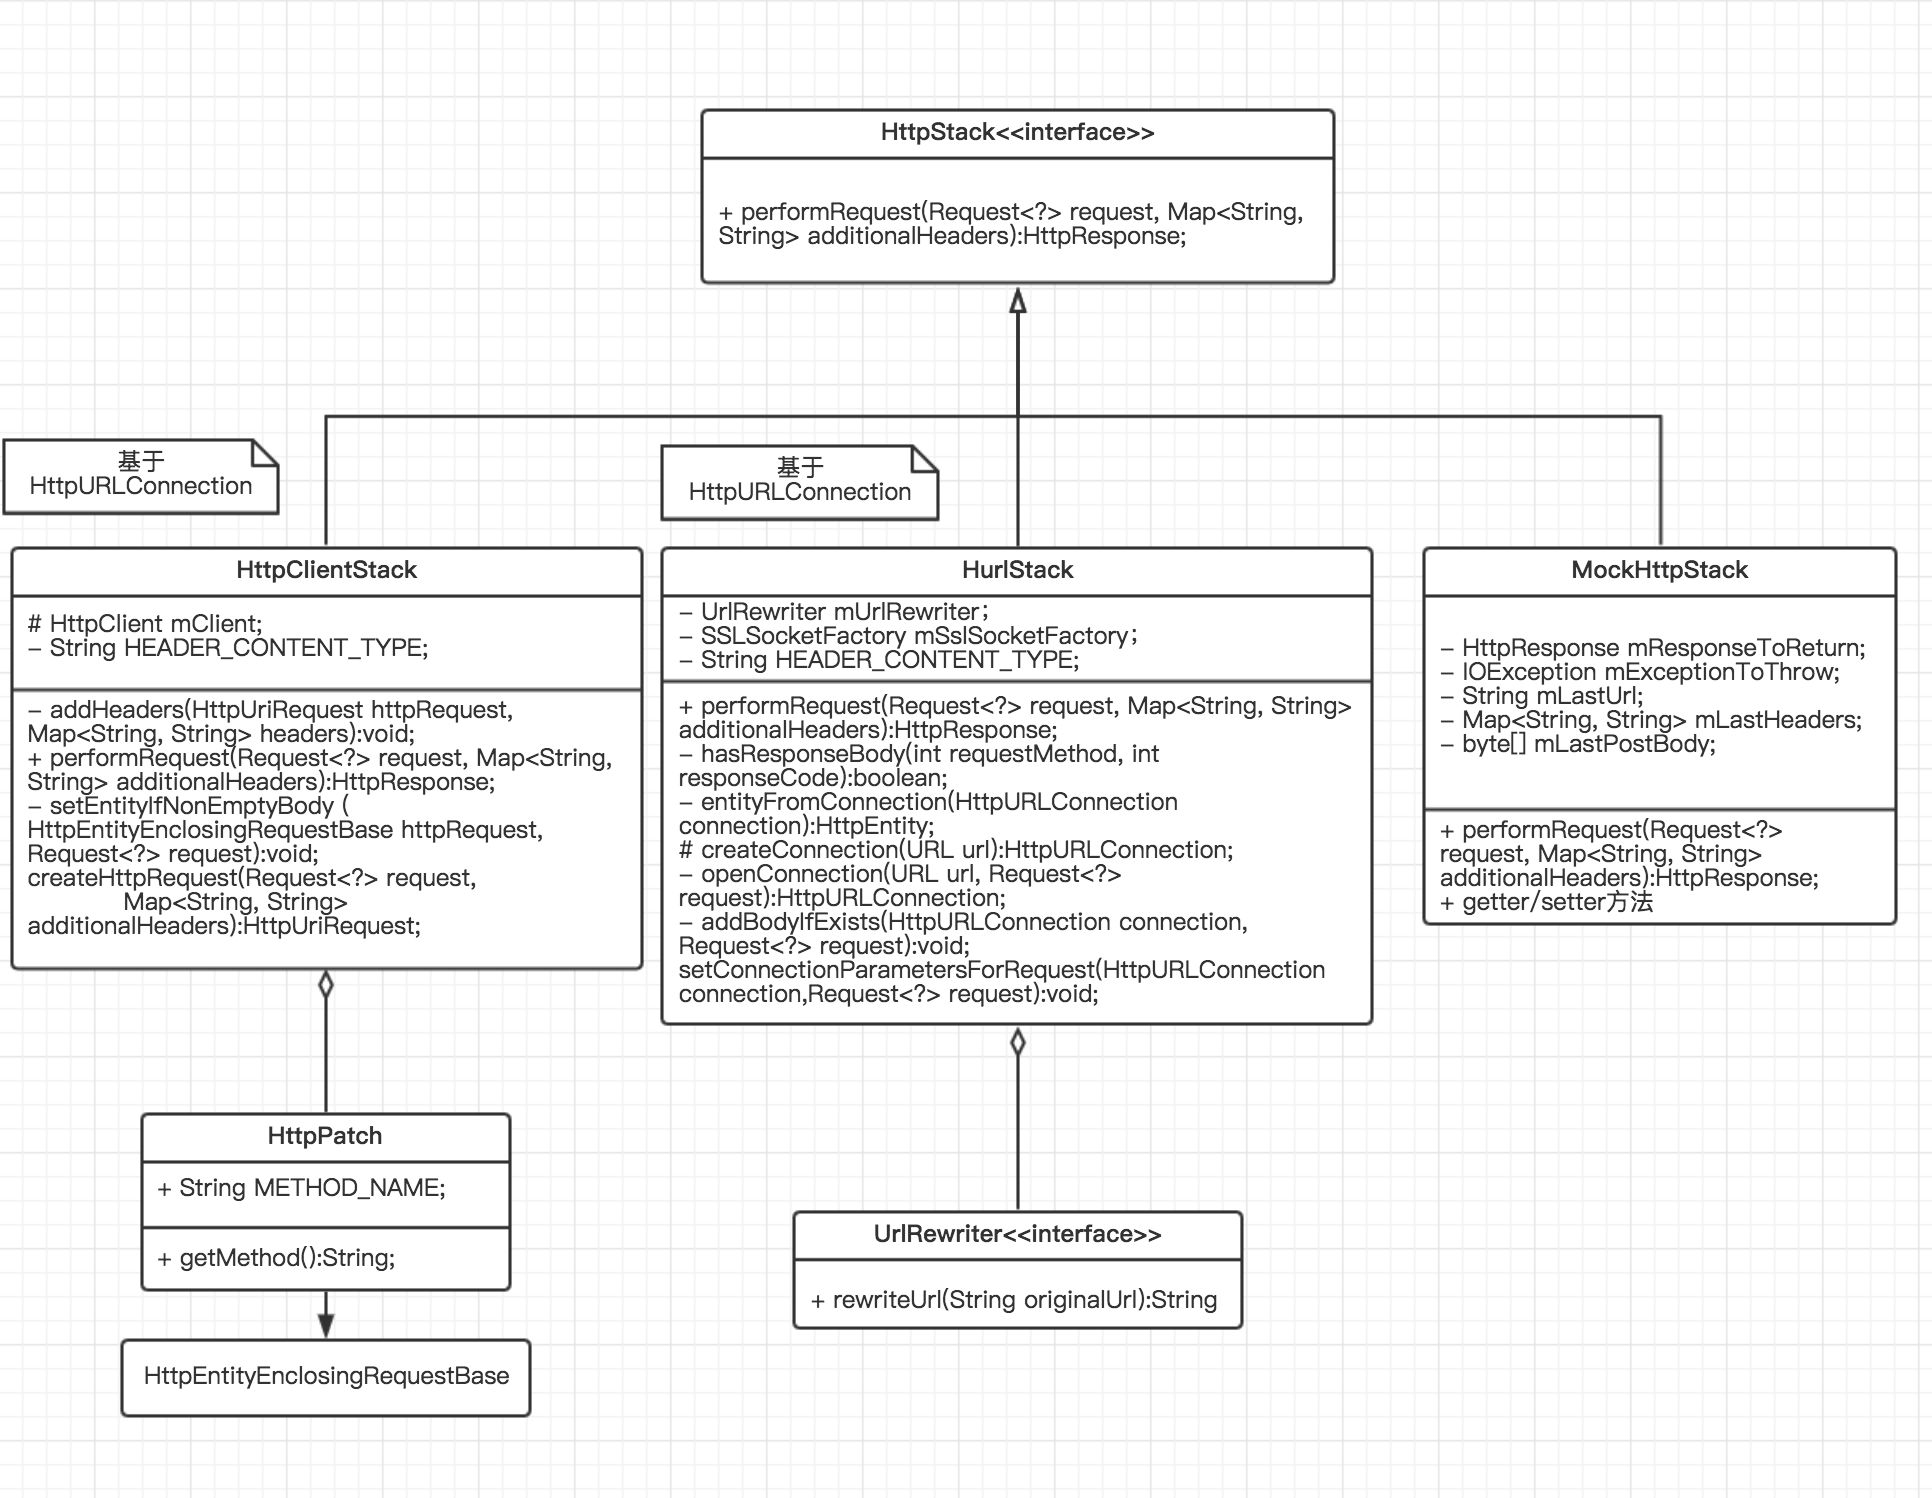 HttpStack<<interface>>
+ performRequest(Request<?> request, Map<String,
String> additionalHeaders):HttpResponse;
基于
HttpURLConnection
基于
HttpURLConnection
HttpClientStack
# HttpClient mClient;
– String HEADER_CONTENT_TYPE;
– addHeaders(HttpUriRequest httpRequest,
Map<String, String> headers):void;
+ performRequest(Request<?> request, Map<String,
String> additionalHeaders):HttpResponse;
– setEntityIfNonEmptyBody (
HttpEntityEnclosingRequestBase httpRequest,
Request<?> request):void;
createHttpRequest(Request<?> request,
Map<String, String>
additionalHeaders):HttpUriRequest;
HurlStack
– UrlRewriter mUrlRewriter；
– SSLSocketFactory mSslSocketFactory；
– String HEADER_CONTENT_TYPE;
+ performRequest(Request<?> request, Map<String, String>
additionalHeaders):HttpResponse;
– hasResponseBody(int requestMethod, int
responseCode):boolean;
– entityFromConnection(HttpURLConnection
connection):HttpEntity;
# createConnection(URL url):HttpURLConnection;
– openConnection(URL url, Request<?>
request):HttpURLConnection;
– addBodyIfExists(HttpURLConnection connection,
Request<?> request):void;
setConnectionParametersForRequest(HttpURLConnection
connection,Request<?> request):void;
MockHttpStack
– HttpResponse mResponseToReturn;
– IOException mExceptionToThrow;
– String mLastUrl;
– Map<String, String> mLastHeaders;
– byte[] mLastPostBody;
+ performRequest(Request<?>
request, Map<String, String>
additionalHeaders):HttpResponse;
+ getter/setter方法
HttpPatch
+ String METHOD_NAME;
+ getMethod():String;
HttpEntityEnclosingRequestBase
UrlRewriter<<interface>>
+ rewriteUrl(String originalUrl):String